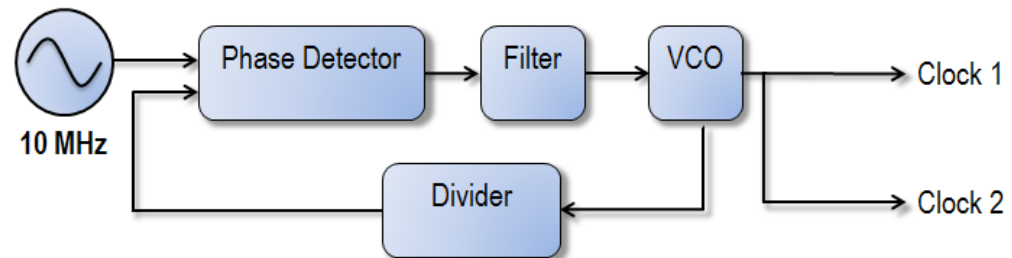 Phase Detector
Filter
VCO
Clock 1
10 MHz
Divider
Clock 2